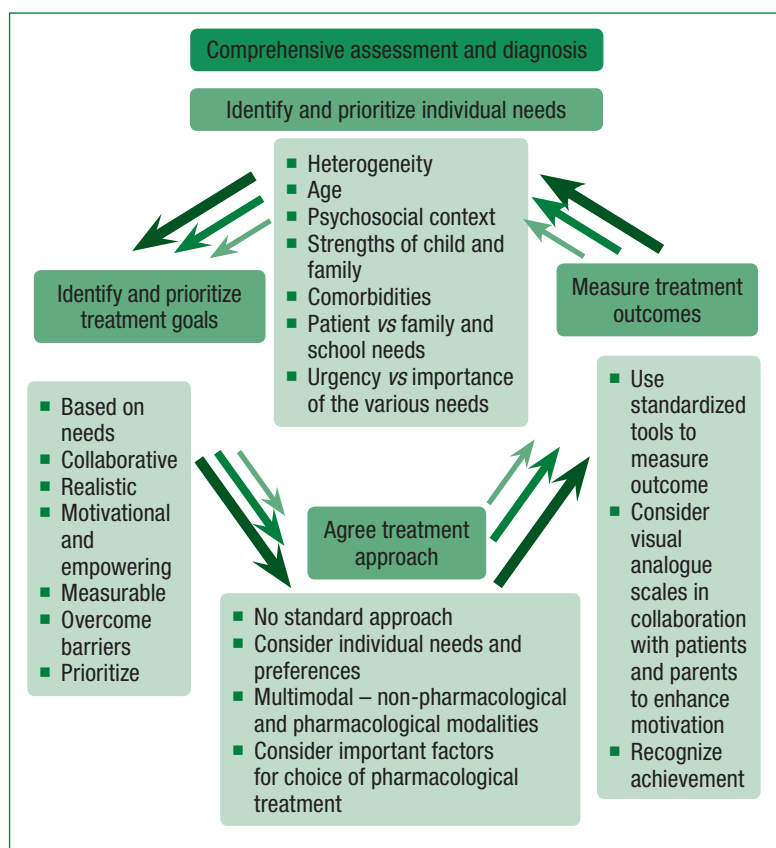 Comprehensive assessment and diagnosis
Identify and prioritize individual needs
■ Heterogeneity
■ Age
■ Psychosocial context
■ Strengths of child and
family
■ Comorbidities
■ Patient vs family and
school needs
■ Urgency vs importance
of the various needs
Identify and prioritize
treatment goals
■ Based on
needs
■ Collaborative
■ Realistic
■ Motivational
and
empowering
■ Measurable
■ Overcome
barriers
■ Prioritize
Agree treatment
approach
■ No standard approach
■ Consider individual needs and
preferences
■ Multimodal – non-pharmacological
and pharmacological modalities
■ Consider important factors
for choice of pharmacological
treatment
Measure treatment
outcomes
■ Use
standardized
tools to
measure
outcome
■ Consider
visual
analogue
scales in
collaboration
with patients
and parents
to enhance
motivation
■ Recognize
achievement